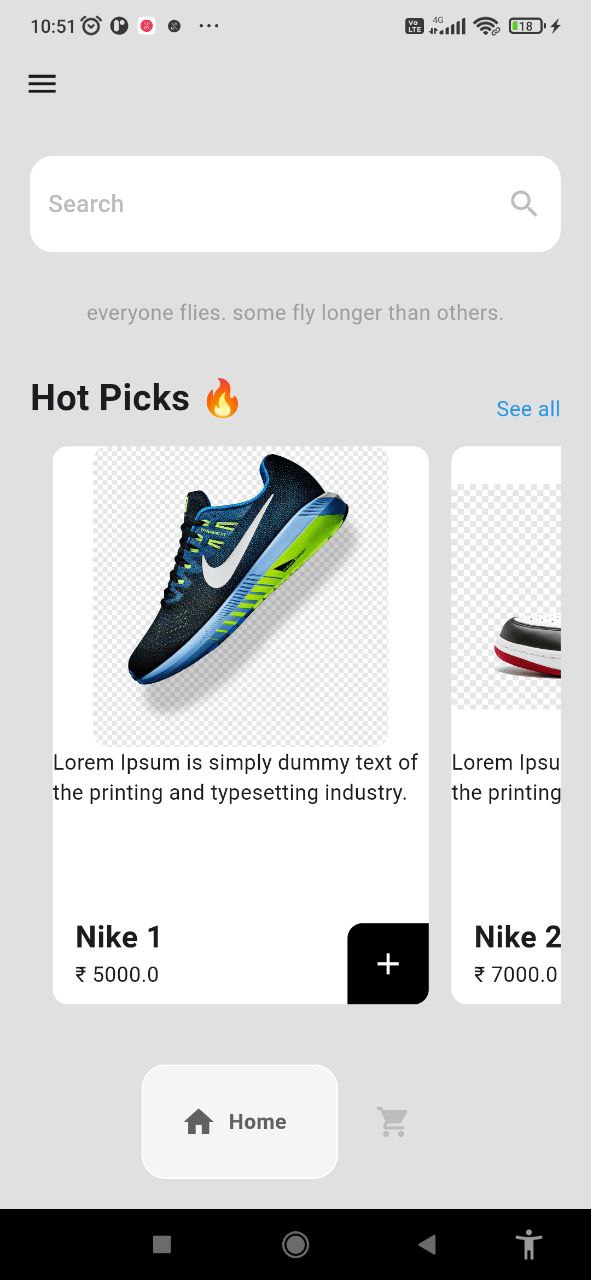 10:51
Vo LTE 4G 18
Search
everyone flies. some fly longer than others.
Hot Picks 🔥
See all
Lorem Ipsum is simply dummy text of
the printing and typesetting industry.
Nike 1
₹ 5000.0
+
Lorem Ipsu
the printing
Nike 2
₹ 7000.0
Home